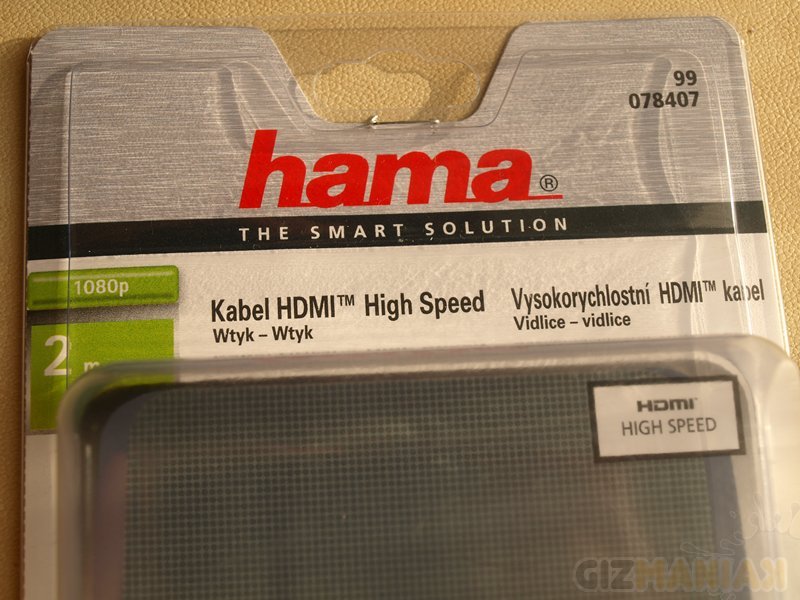 99
078407
hama®
THE SMART SOLUTION
1080p
Kabel HDMI™ High Speed
Wtyk – Wtyk
Vysokorychlostní HDMI™ kabel
Vidlice – vidlice
2 m
HDMI
HIGH SPEED
GIZMANIAK